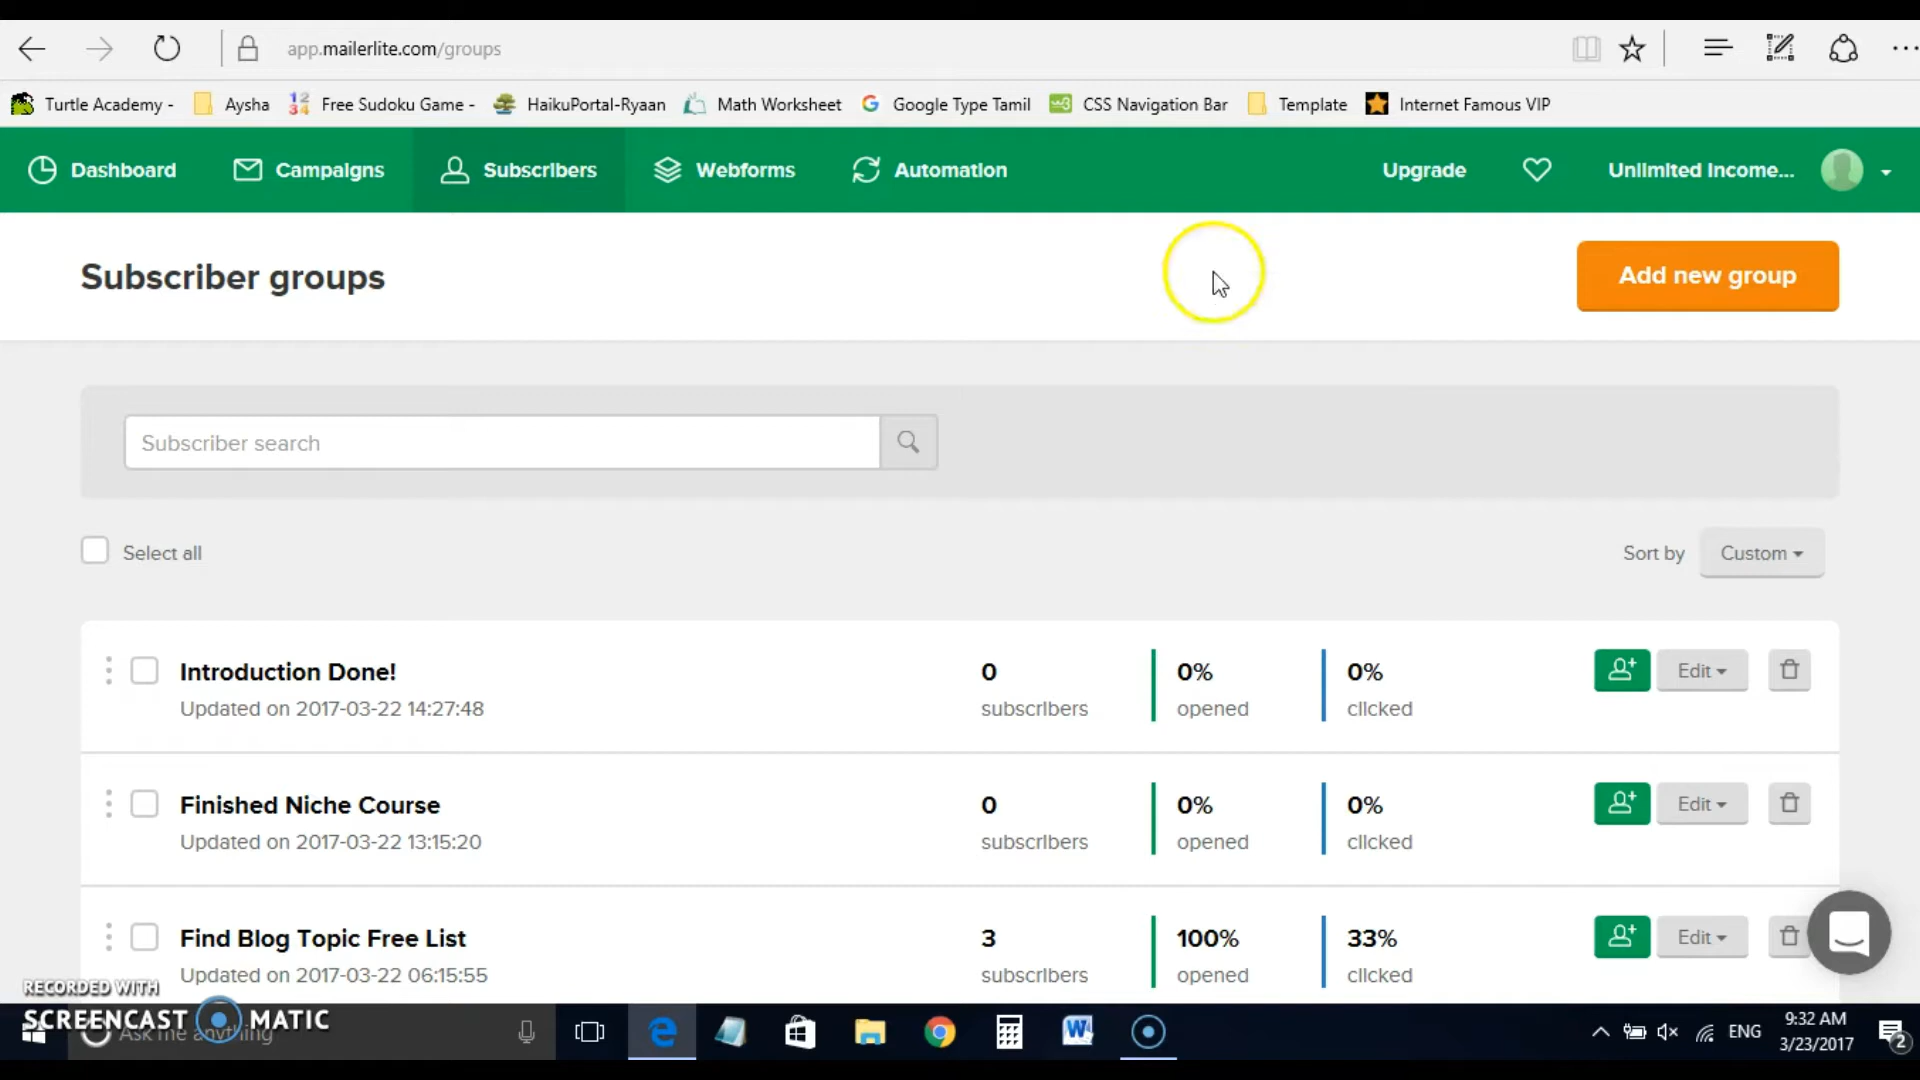 app.mailerlite.com/groups
Turtle Academy - Aysha Free Sudoku Game - HaikuPortal-Ryaan Math Worksheet Google Type Tamil CSS Navigation Bar Template Internet Famous VIP
Dashboard Campaigns Subscribers Webforms Automation Upgrade Unlimited Income...
Subscriber groups Add new group
Subscriber search
Select all Sort by Custom
Introduction Done! 0 0% 0% Edit
Updated on 2017-03-22 14:27:48 subscribers opened clicked
Finished Niche Course 0 0% 0% Edit
Updated on 2017-03-22 13:15:20 subscribers opened clicked
Find Blog Topic Free List 3 100% 33% Edit
Updated on 2017-03-22 06:15:55 subscribers opened clicked
RECORDED WITH
SCREENCAST MATIC
Ask me anything
ENG
9:32 AM
3/23/2017
2